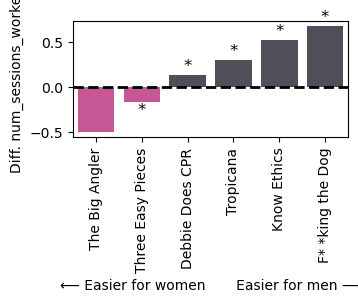 Diff. num_sessions_worke
0.5
0.0
−0.5
*
*
*
*
*
The Big Angler
Three Easy Pieces
Debbie Does CPR
Tropicana
Know Ethics
F* *king the Dog
⟵ Easier for women
Easier for men —